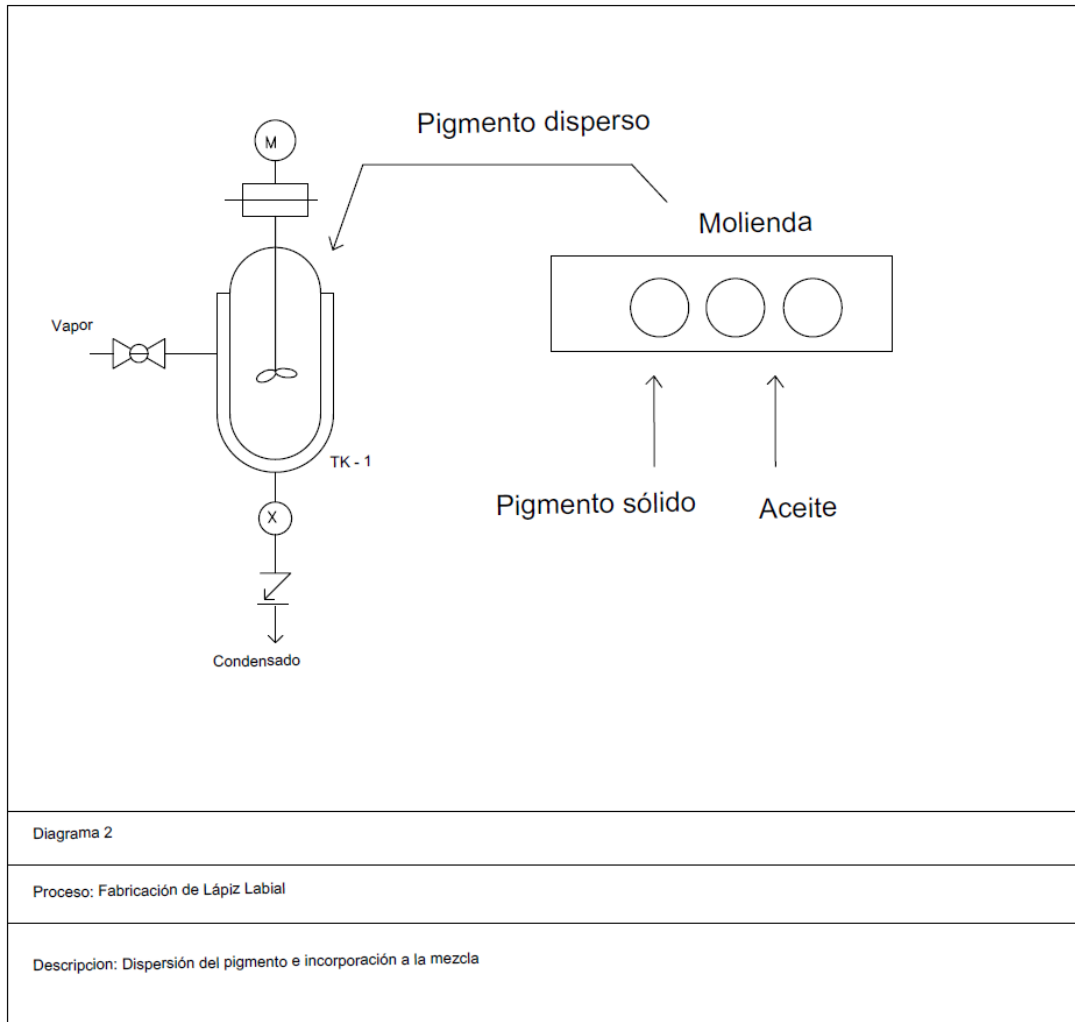 Pigmento disperso
M
Molienda
Vapor
TK - 1
Pigmento sólido
Aceite
X
Condensado
Diagrama 2
Proceso: Fabricación de Lápiz Labial
Descripcion: Dispersión del pigmento e incorporación a la mezcla